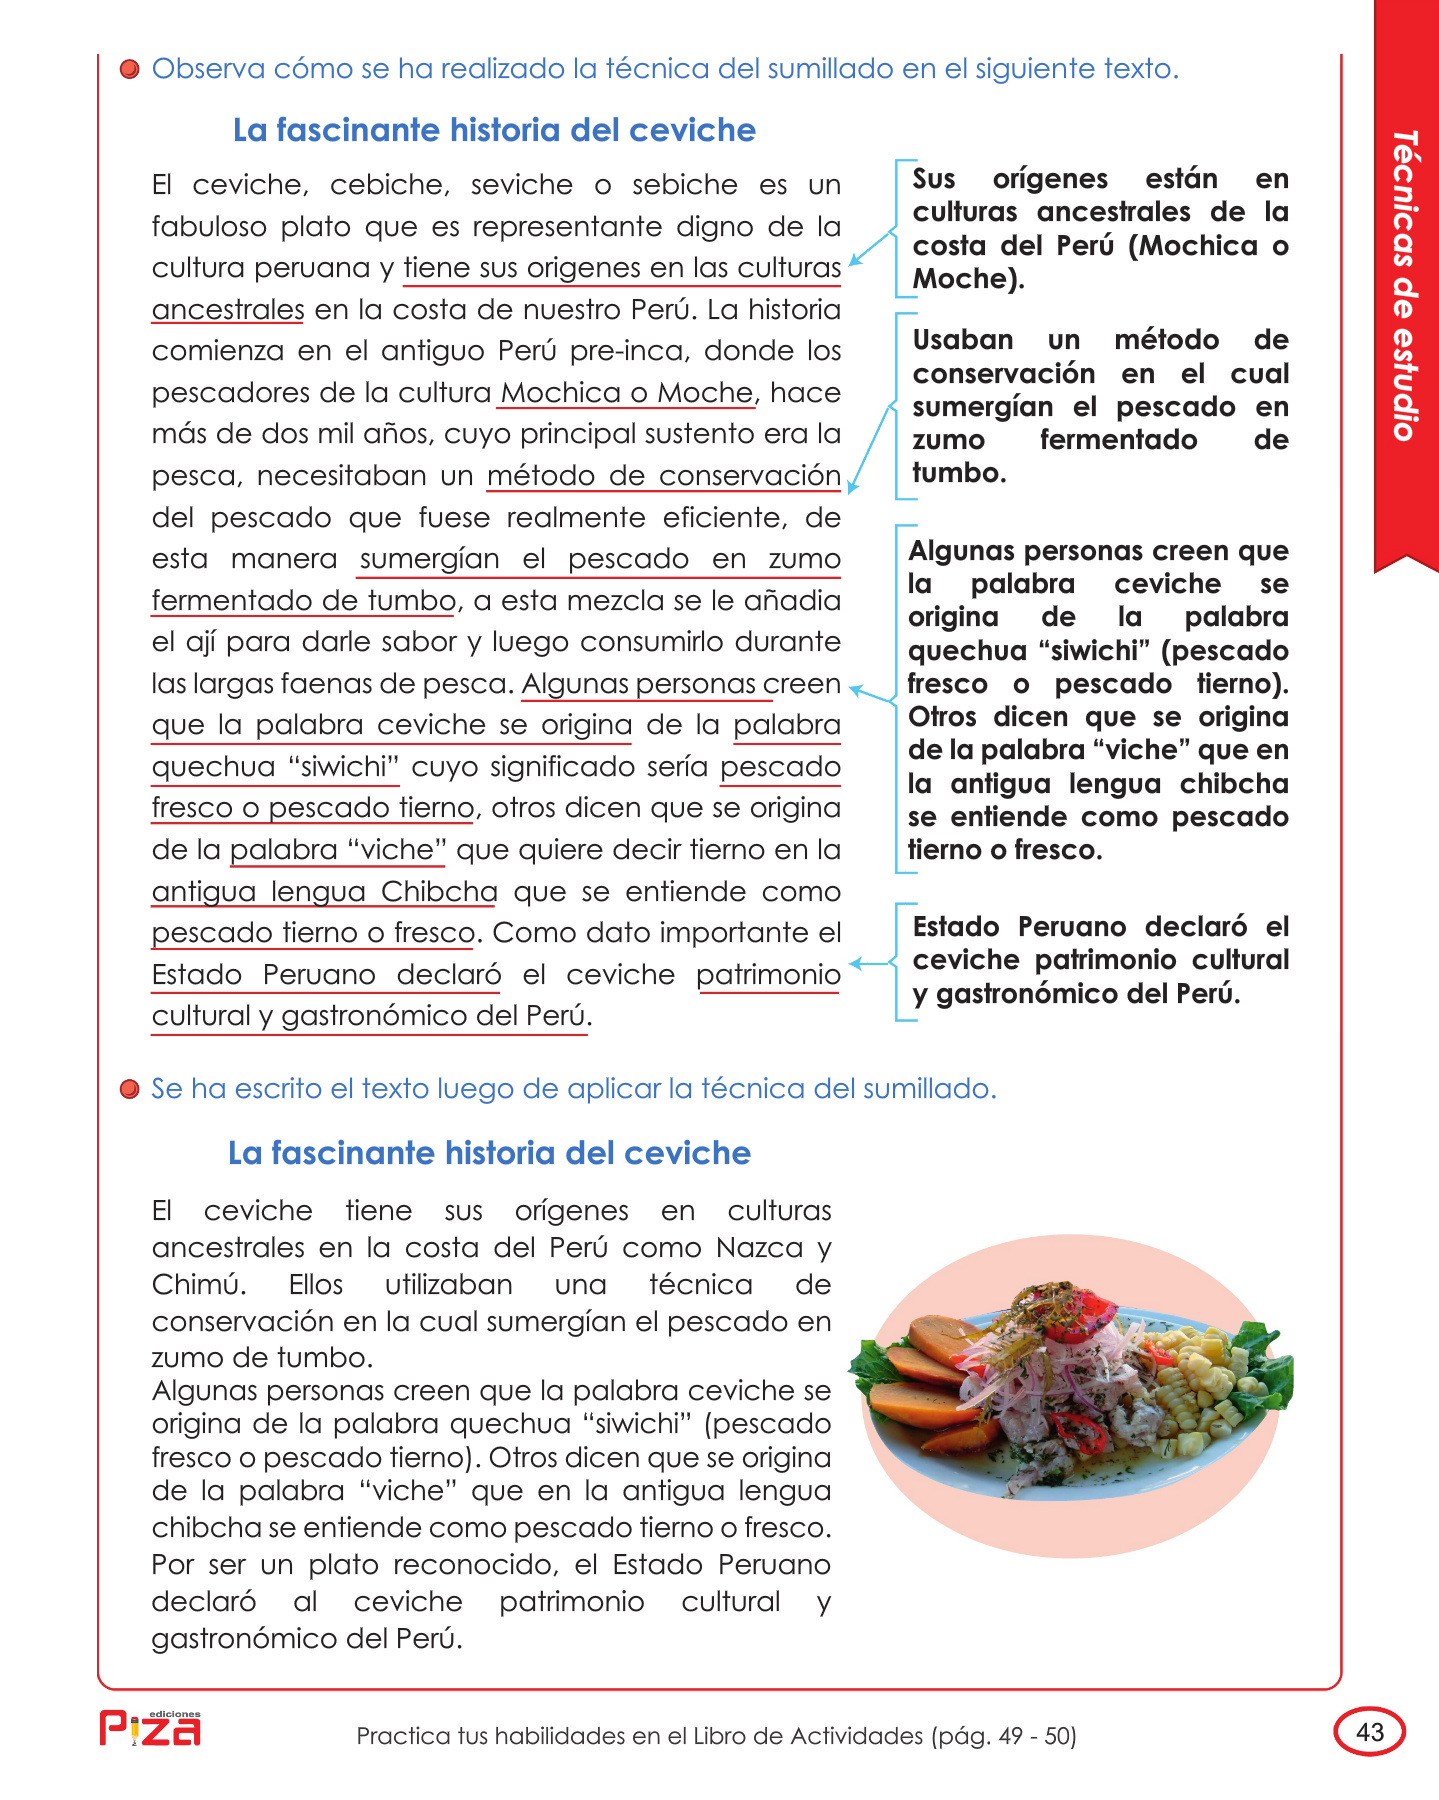 Observa cómo se ha realizado la técnica del sumillado en el siguiente texto.
La fascinante historia del ceviche
El ceviche, cebiche, seviche o sebiche es un
fabuloso plato que es representante digno de la
cultura peruana y tiene sus origenes en las culturas
ancestrales en la costa de nuestro Perú. La historia
comienza en el antiguo Perú pre-inca, donde los
pescadores de la cultura Mochica o Moche, hace
más de dos mil años, cuyo principal sustento era la
pesca, necesitaban un método de conservación
del pescado que fuese realmente eficiente, de
esta manera sumergían el pescado en zumo
fermentado de tumbo, a esta mezcla se le añadia
el ají para darle sabor y luego consumirlo durante
las largas faenas de pesca. Algunas personas creen
que la palabra ceviche se origina de la palabra
quechua “siwichi” cuyo significado sería pescado
fresco o pescado tierno, otros dicen que se origina
de la palabra “viche” que quiere decir tierno en la
antigua lengua Chibcha que se entiende como
pescado tierno o fresco. Como dato importante el
Estado Peruano declaró el ceviche patrimonio
cultural y gastronómico del Perú.
Sus orígenes están en
culturas ancestrales de la
costa del Perú (Mochica o
Moche).
Usaban un método de
conservación en el cual
sumergían el pescado en
zumo fermentado de
tumbo.
Algunas personas creen que
la palabra ceviche se
origina de la palabra
quechua “siwichi” (pescado
fresco o pescado tierno).
Otros dicen que se origina
de la palabra “viche” que en
la antigua lengua chibcha
se entiende como pescado
tierno o fresco.
Estado Peruano declaró el
ceviche patrimonio cultural
y gastronómico del Perú.
Técnicas de estudio
Se ha escrito el texto luego de aplicar la técnica del sumillado.
La fascinante historia del ceviche
El ceviche tiene sus orígenes en culturas
ancestrales en la costa del Perú como Nazca y
Chimú. Ellos utilizaban una técnica de
conservación en la cual sumergían el pescado en
zumo de tumbo.
Algunas personas creen que la palabra ceviche se
origina de la palabra quechua “siwichi” (pescado
fresco o pescado tierno). Otros dicen que se origina
de la palabra “viche” que en la antigua lengua
chibcha se entiende como pescado tierno o fresco.
Por ser un plato reconocido, el Estado Peruano
declaró al ceviche patrimonio cultural y
gastronómico del Perú.
ediciones
PIZA
Practica tus habilidades en el Libro de Actividades (pág. 49 - 50)
43